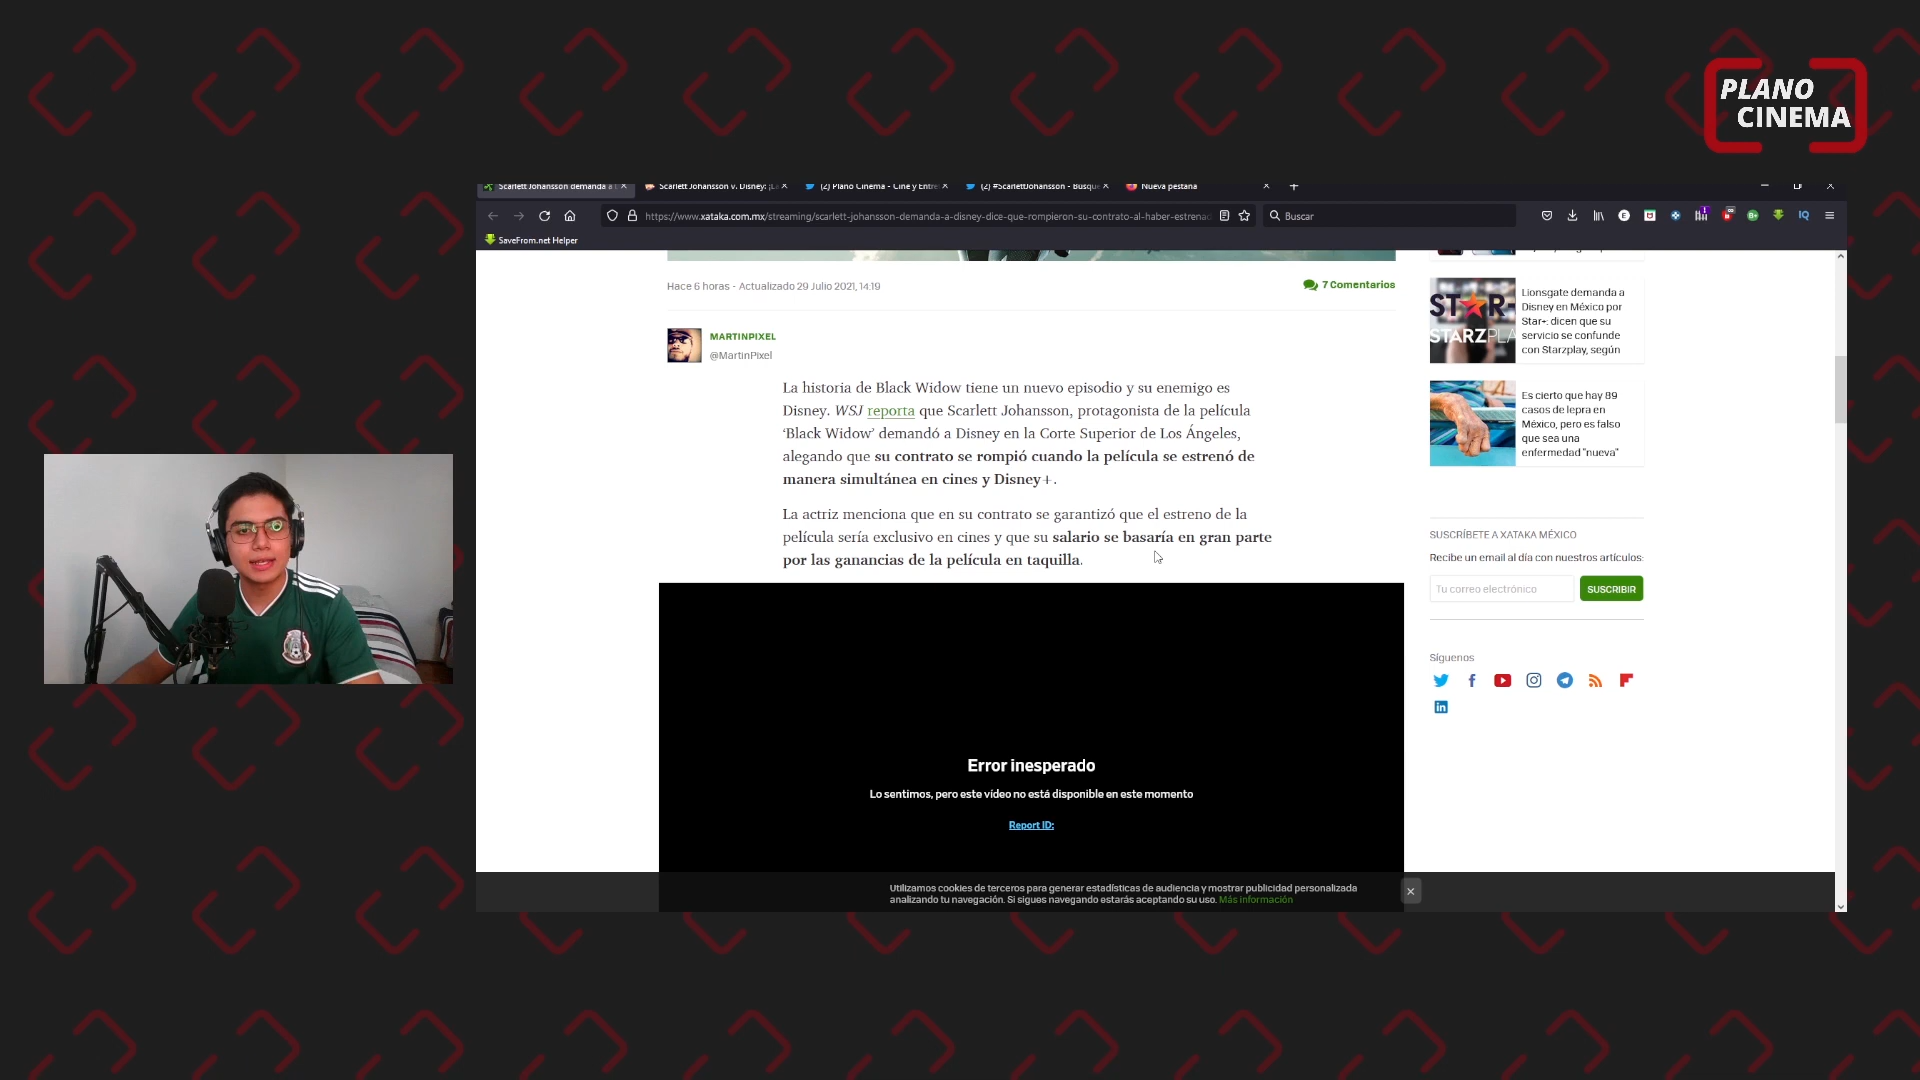 PLANO
CINEMA
Scarlett Johansson demanda a
Scarlett Johansson v. Disney: ¡La
(2) Plano Cinema - Cine y Entre
(2) #ScarlettJohansson - Búsque
Nueva pestaña
https://www.xataka.com.mx/streaming/scarlett-johansson-demanda-a-disney-dice-que-rompieron-su-contrato-al-haber-estrenad
Buscar
IQ
SaveFrom.net Helper
Hace 6 horas - Actualizado 29 Julio 2021, 14:19
7 Comentarios
MARTINPIXEL
@MartinPixel
La historia de Black Widow tiene un nuevo episodio y su enemigo es
Disney. WSJ reporta que Scarlett Johansson, protagonista de la película
‘Black Widow’ demandó a Disney en la Corte Superior de Los Ángeles,
alegando que su contrato se rompió cuando la película se estrenó de
manera simultánea en cines y Disney+.
La actriz menciona que en su contrato se garantizó que el estreno de la
película sería exclusivo en cines y que su salario se basaría en gran parte
por las ganancias de la película en taquilla.
Error inesperado
Lo sentimos, pero este vídeo no está disponible en este momento
Report ID:
STAR+
STARZPLA
Lionsgate demanda a
Disney en México por
Star+: dicen que su
servicio se confunde
con Starzplay, según
Es cierto que hay 89
casos de lepra en
México, pero es falso
que sea una
enfermedad "nueva"
SUSCRÍBETE A XATAKA MÉXICO
Recibe un email al día con nuestros artículos:
Tu correo electrónico
SUSCRIBIR
Síguenos
Utilizamos cookies de terceros para generar estadísticas de audiencia y mostrar publicidad personalizada
analizando tu navegación. Si sigues navegando estarás aceptando su uso. Más información